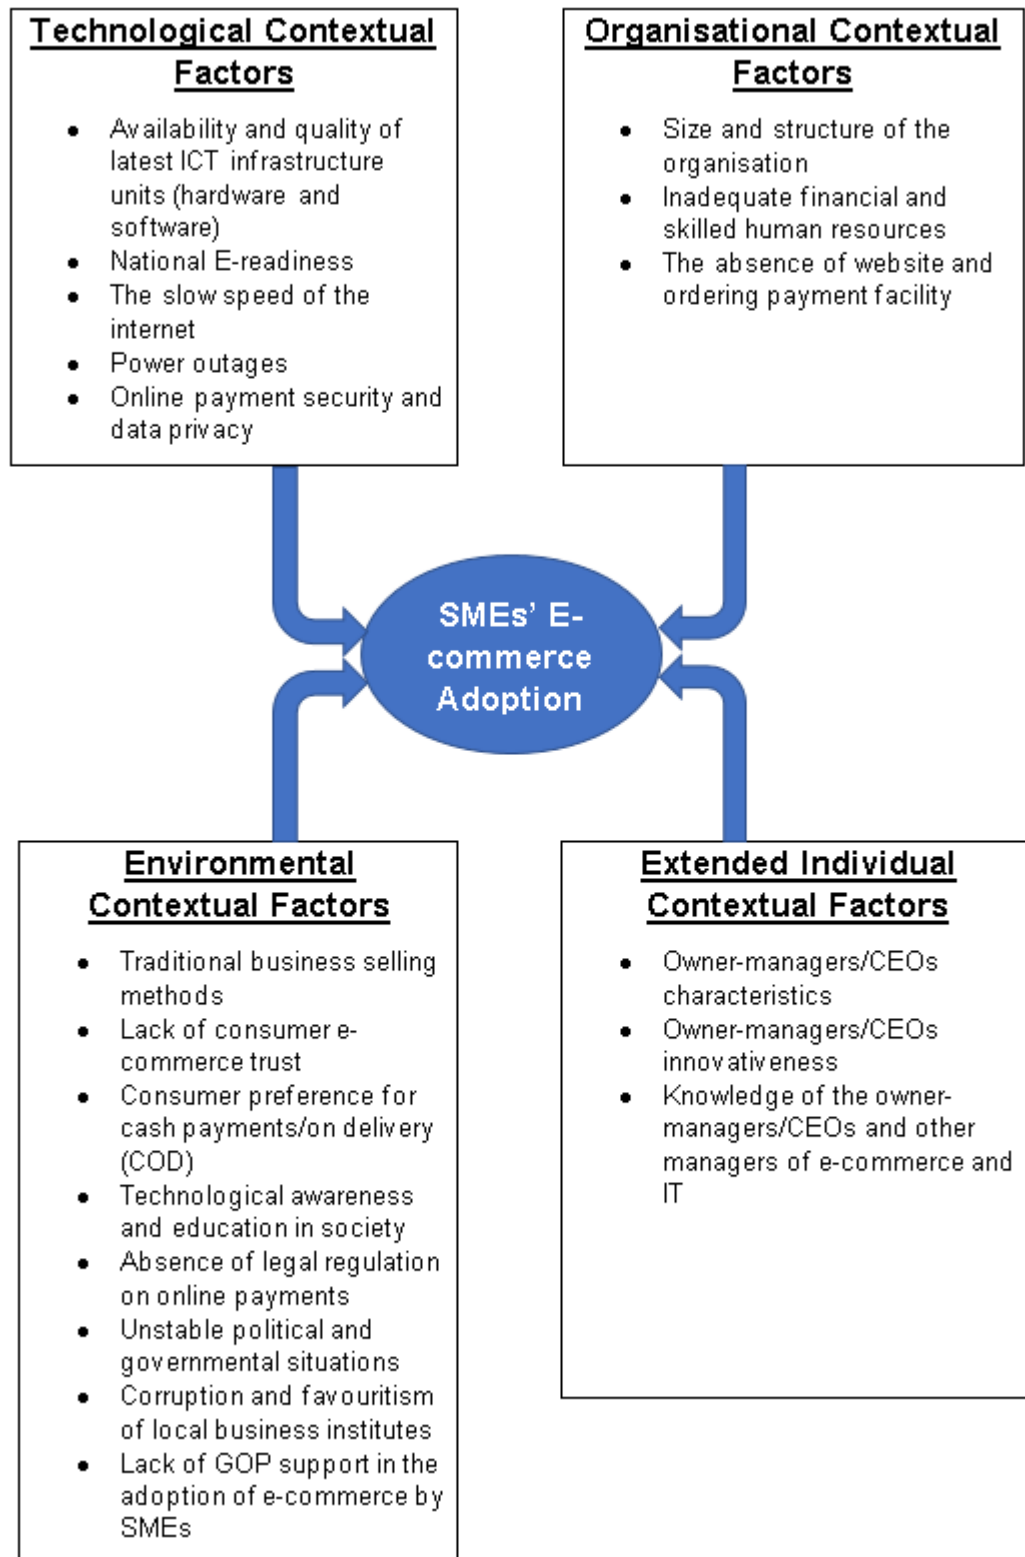 Technological Contextual
Factors
● Availability and quality of
latest ICT infrastructure
units (hardware and
software)
● National E-readiness
● The slow speed of the
internet
● Power outages
● Online payment security and
data privacy
Organisational Contextual
Factors
● Size and structure of the
organisation
● Inadequate financial and
skilled human resources
● The absence of website and
ordering payment facility
SMEs’ E-
commerce
Adoption
Environmental
Contextual Factors
● Traditional business selling
methods
● Lack of consumer e-
commerce trust
● Consumer preference for
cash payments/on delivery
(COD)
● Technological awareness
and education in society
● Absence of legal regulation
on online payments
● Unstable political and
governmental situations
● Corruption and favouritism
of local business institutes
● Lack of GOP support in the
adoption of e-commerce by
SMEs
Extended Individual
Contextual Factors
● Owner-managers/CEOs
characteristics
● Owner-managers/CEOs
innovativeness
● Knowledge of the owner-
managers/CEOs and other
managers of e-commerce and
IT